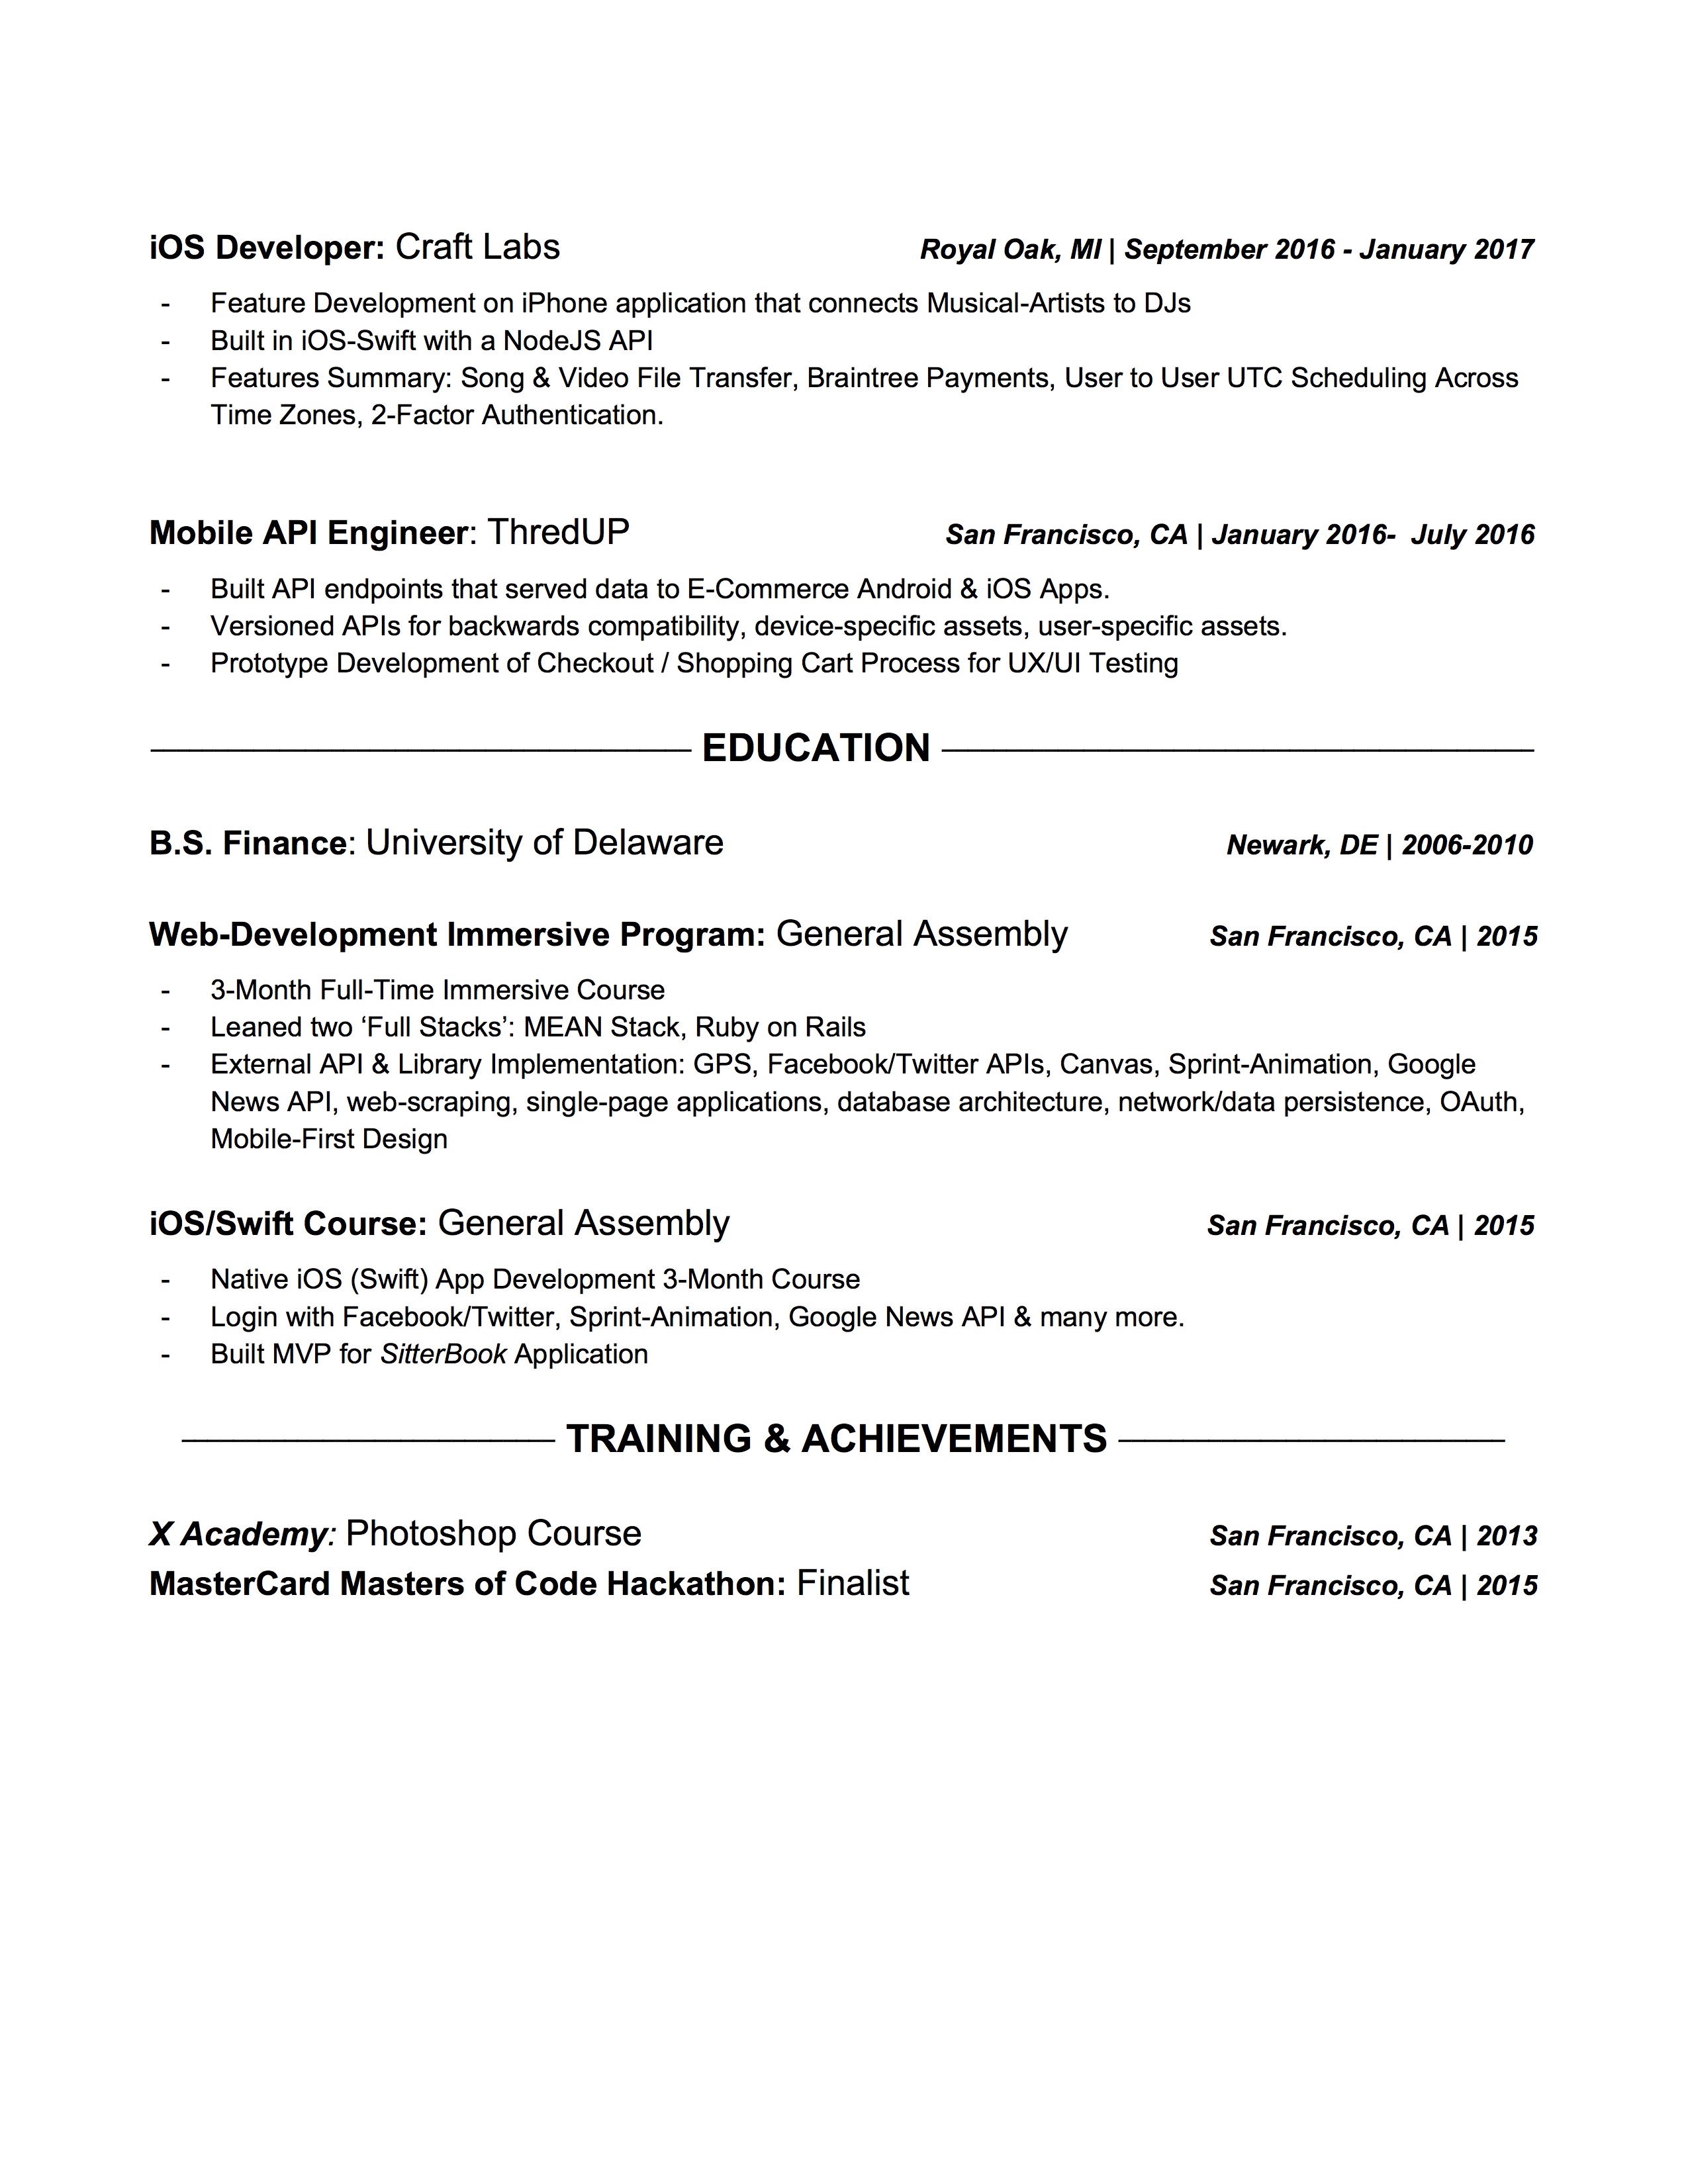 iOS Developer: Craft Labs Royal Oak, MI | September 2016 - January 2017
- Feature Development on iPhone application that connects Musical-Artists to DJs
- Built in iOS-Swift with a NodeJS API
- Features Summary: Song & Video File Transfer, Braintree Payments, User to User UTC Scheduling Across
Time Zones, 2-Factor Authentication.
Mobile API Engineer: ThredUP San Francisco, CA | January 2016- July 2016
- Built API endpoints that served data to E-Commerce Android & iOS Apps.
- Versioned APIs for backwards compatibility, device-specific assets, user-specific assets.
- Prototype Development of Checkout / Shopping Cart Process for UX/UI Testing
EDUCATION
B.S. Finance: University of Delaware Newark, DE | 2006-2010
Web-Development Immersive Program: General Assembly San Francisco, CA | 2015
- 3-Month Full-Time Immersive Course
- Leaned two ‘Full Stacks’: MEAN Stack, Ruby on Rails
- External API & Library Implementation: GPS, Facebook/Twitter APIs, Canvas, Sprint-Animation, Google
News API, web-scraping, single-page applications, database architecture, network/data persistence, OAuth,
Mobile-First Design
iOS/Swift Course: General Assembly San Francisco, CA | 2015
- Native iOS (Swift) App Development 3-Month Course
- Login with Facebook/Twitter, Sprint-Animation, Google News API & many more.
- Built MVP for SitterBook Application
TRAINING & ACHIEVEMENTS
X Academy: Photoshop Course San Francisco, CA | 2013
MasterCard Masters of Code Hackathon: Finalist San Francisco, CA | 2015